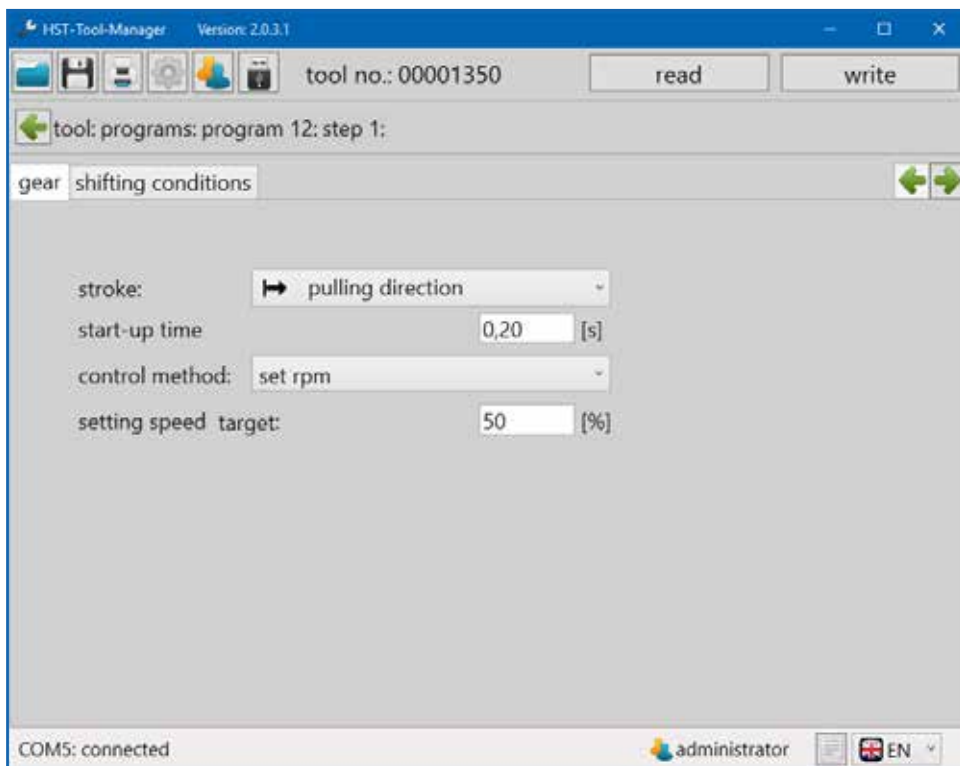 HST-Tool-Manager Version: 2.0.3.1
tool no.: 00001350 read write
tool: programs: program 12: step 1:
gear shifting conditions
stroke: pulling direction
start-up time 0,20 [s]
control method: set rpm
setting speed target: 50 [%]
COM5: connected administrator EN